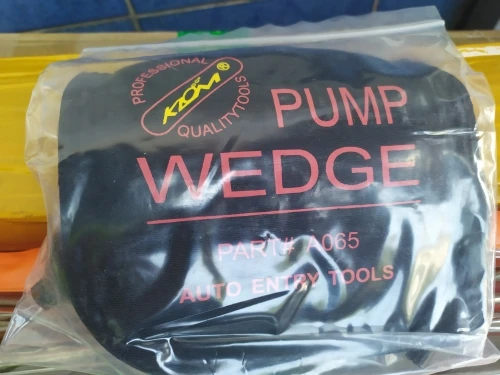 PROFESSIONAL
KLOM®
QUALITYTOOLS
PUMP
WEDGE
PART# A065
AUTO ENTRY TOOLS